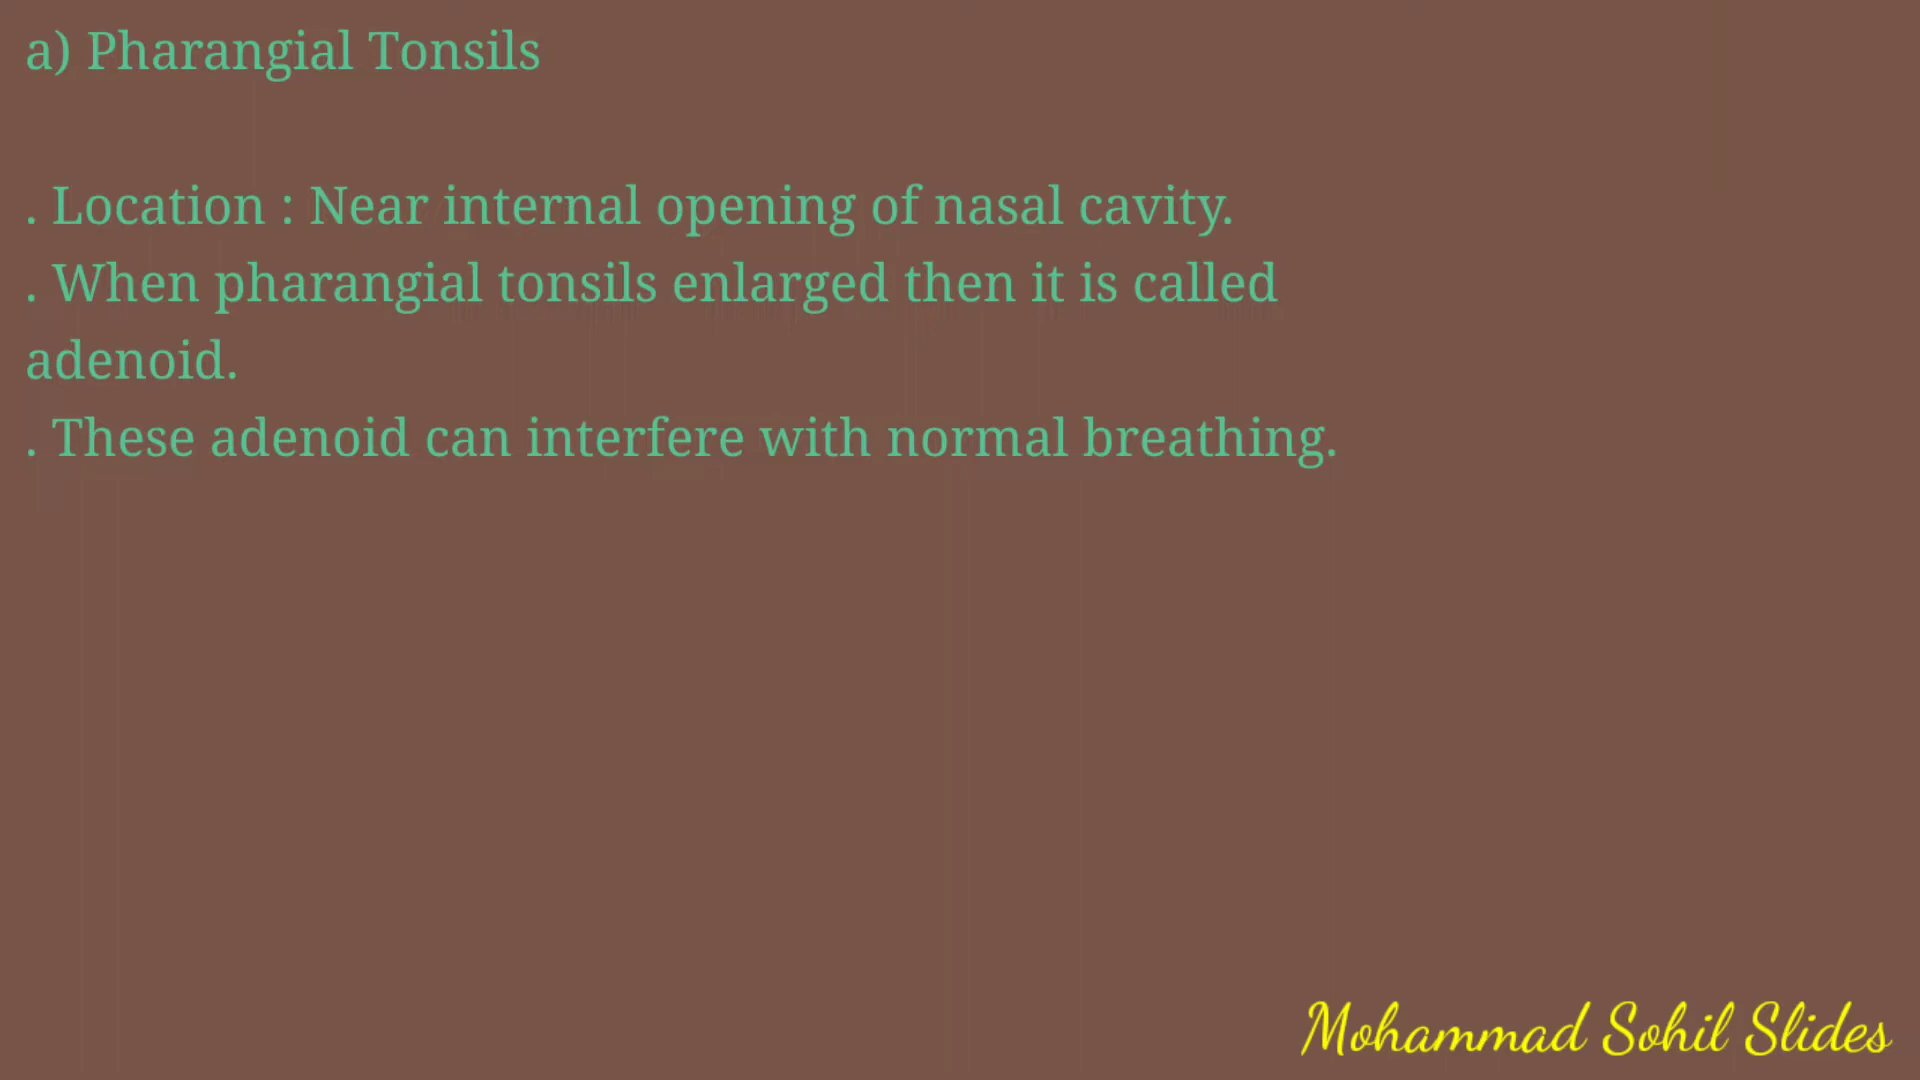 a) Pharangial Tonsils
. Location : Near internal opening of nasal cavity.
. When pharangial tonsils enlarged then it is called
adenoid.
. These adenoid can interfere with normal breathing.
Mohammad Sohil Slides